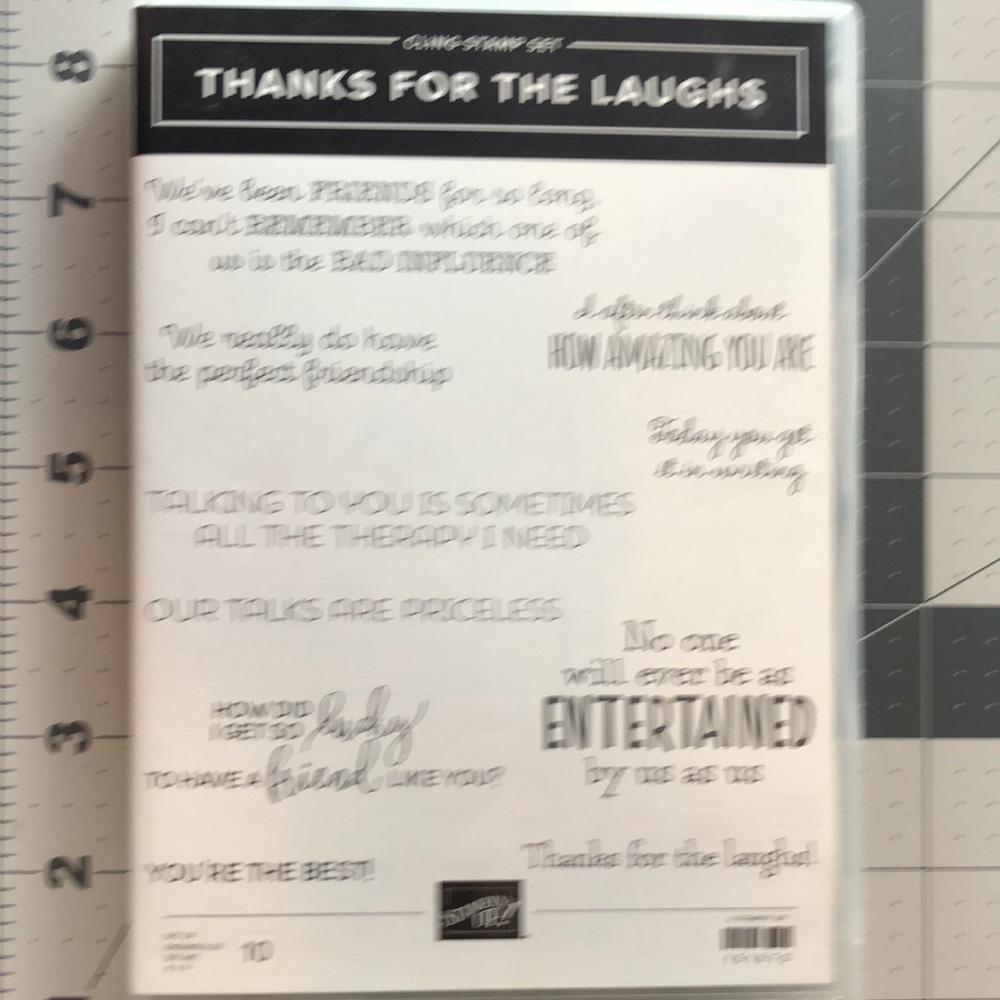 CLING STAMP SET
THANKS FOR THE LAUGHS
We've been FRIENDS for so long,
I can't REMEMBER which one of
us is the BAD INFLUENCE
I often think about
HOW AMAZING YOU ARE
We really do have
the perfect friendship
Today you get
it in writing
TALKING TO YOU IS SOMETIMES
ALL THE THERAPY I NEED
OUR TALKS ARE PRICELESS
No one
will ever be as
ENTERTAINED
by us as us
HOW DID
I GET SO lucky
TO HAVE A friend LIKE YOU?
YOU'RE THE BEST!
Thanks for the laughs!
STAMPIN' UP!
10
8
7
6
5
4
3
2